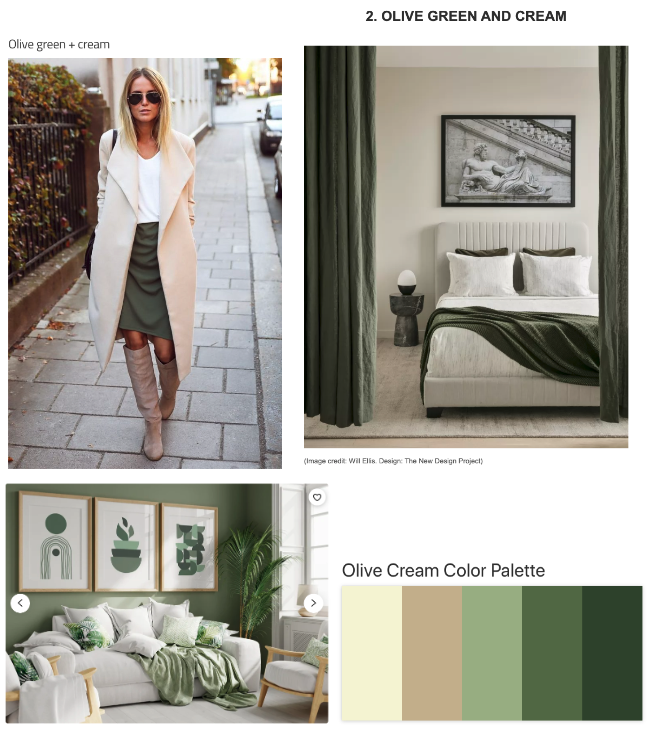 2. OLIVE GREEN AND CREAM
Olive green + cream
(Image credit: Will Ellis. Design: The New Design Project)
Olive Cream Color Palette